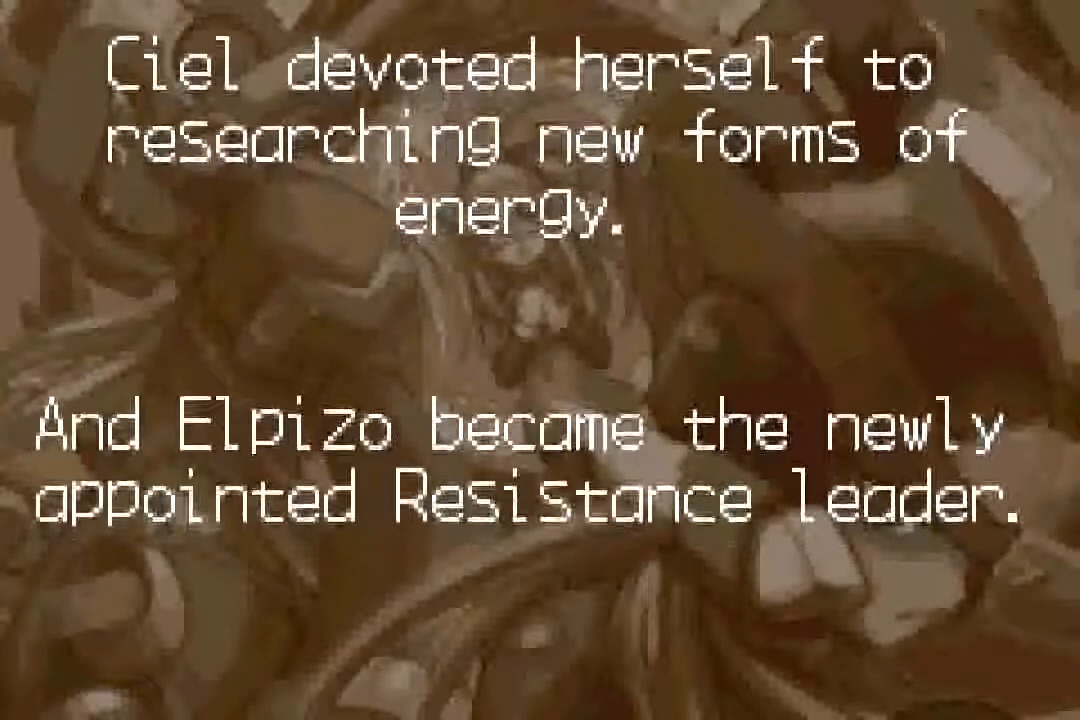 Ciel devoted herself to
researching new forms of
energy.
And Elpizo became the newly
appointed Resistance leader.